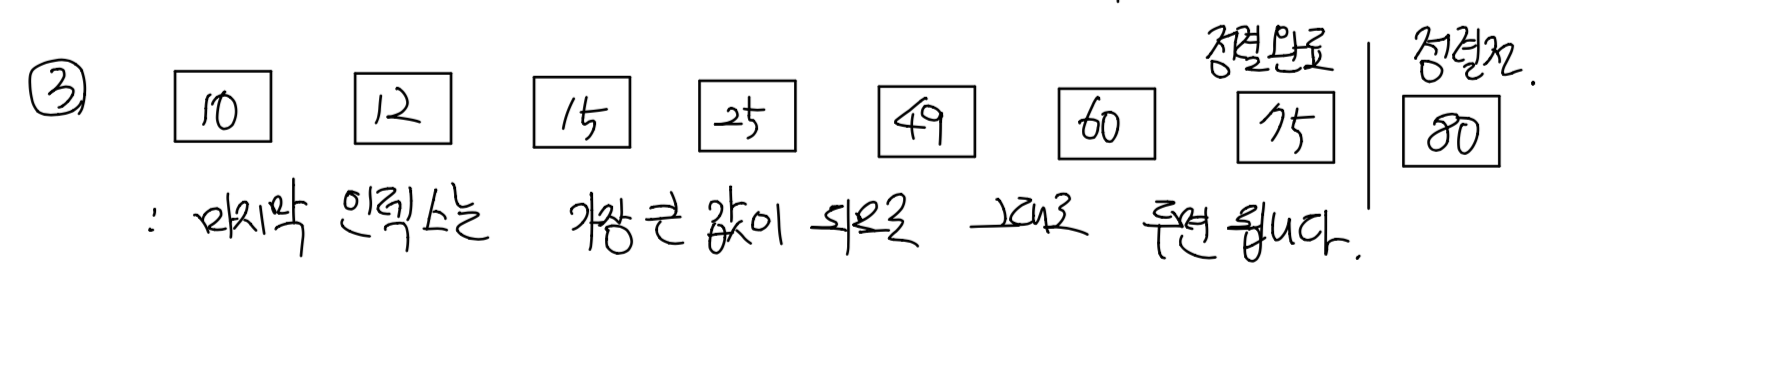 정렬완료 정렬전.
③ 10 12 15 25 49 60 75 80
: 마지막 인덱스는 가장 큰 값이 되므로 그대로 두면 됩니다.